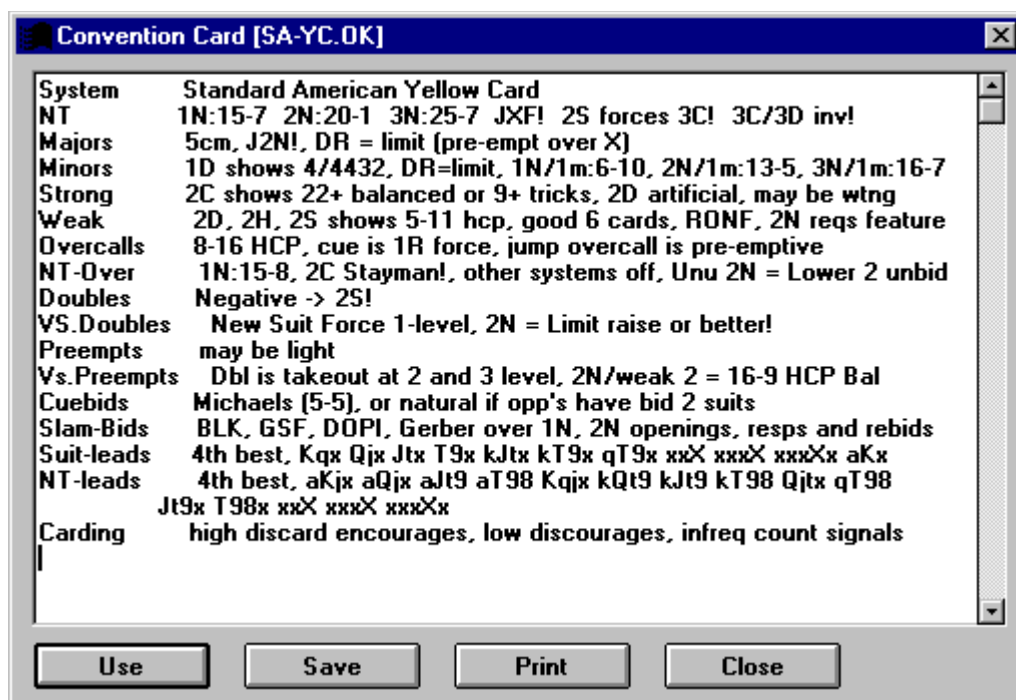 Convention Card [SA-YC.OK]
System Standard American Yellow Card
NT 1N:15-7 2N:20-1 3N:25-7 JXF! 2S forces 3C! 3C/3D inv!
Majors 5cm, J2N!, DR = limit (pre-empt over X)
Minors 1D shows 4/4432, DR=limit, 1N/1m:6-10, 2N/1m:13-5, 3N/1m:16-7
Strong 2C shows 22+ balanced or 9+ tricks, 2D artificial, may be wtng
Weak 2D, 2H, 2S shows 5-11 hcp, good 6 cards, RONF, 2N reqs feature
Overcalls 8-16 HCP, cue is 1R force, jump overcall is pre-emptive
NT-Over 1N:15-8, 2C Stayman!, other systems off, Unu 2N = Lower 2 unbid
Doubles Negative -> 2S!
VS.Doubles New Suit Force 1-level, 2N = Limit raise or better!
Preempts may be light
Vs.Preempts Dbl is takeout at 2 and 3 level, 2N/weak 2 = 16-9 HCP Bal
Cuebids Michaels (5-5), or natural if opp's have bid 2 suits
Slam-Bids BLK, GSF, DOPI, Gerber over 1N, 2N openings, resps and rebids
Suit-leads 4th best, Kqx Qjx Jtx T9x kJtx kT9x qT9x xxX xxxX xxxXx aKx
NT-leads 4th best, aKjx aQjx aJt9 aT98 Kqjx kQt9 kJt9 kT98 Qjtx qT98
Jt9x T98x xxX xxxX xxxXx
Carding high discard encourages, low discourages, infreq count signals
Use Save Print Close